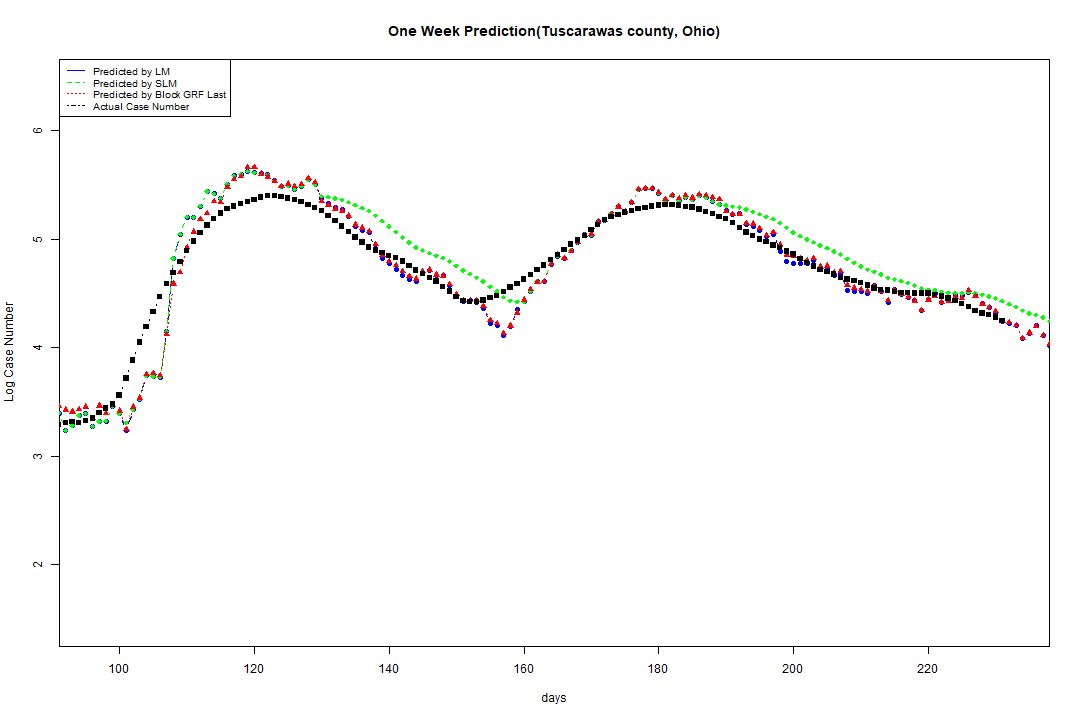 One Week Prediction(Tuscarawas county, Ohio)
Predicted by LM
Predicted by SLM
Predicted by Block GRF Last
Actual Case Number
6
5
4
3
2
Log Case Number
100 120 140 160 180 200 220
days